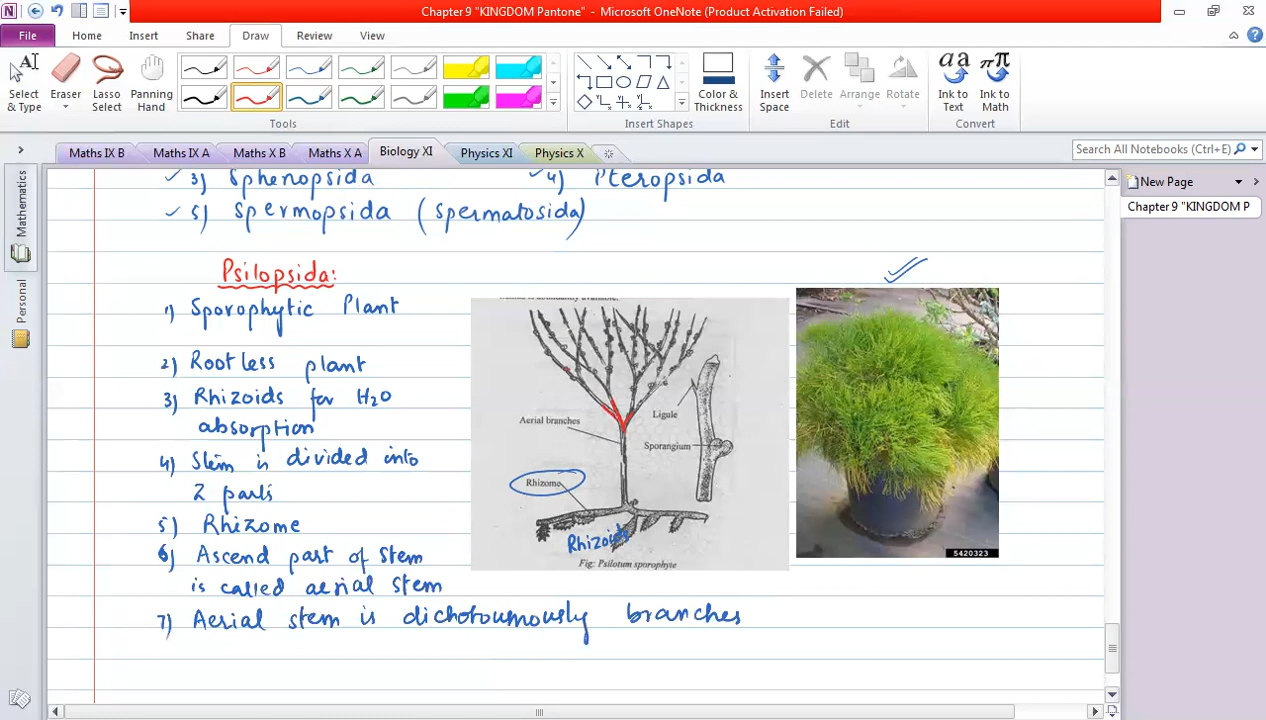 Chapter 9 "KINGDOM Pantone" - Microsoft OneNote (Product Activation Failed)
File Home Insert Share Draw Review View
Select & Type
Eraser
Lasso Select
Panning Hand
Color & Thickness
Insert Space
Delete
Arrange
Rotate
Ink to Text
Ink to Math
Tools
Insert Shapes
Edit
Convert
Maths IX B Maths IX A Maths X B Maths X A Biology XI Physics XI Physics X
Search All Notebooks (Ctrl+E)
New Page
Chapter 9 "KINGDOM P
Mathematics
Personal
3) Sphenopsida 4) Pteropsida
5) Spermopsida (spermatosida)
Psilopsida:
1) Sporophytic Plant
2) Rootless plant
3) Rhizoids for H2O
absorption
4) Stem is divided into
2 parts
5) Rhizome
6) Ascend part of stem
is called aerial stem
7) Aerial stem is dichotoumously branches
Aerial branches
Ligule
Sporangium
Rhizome
Rhizoids
Fig: Psilotum sporophyte
5420323